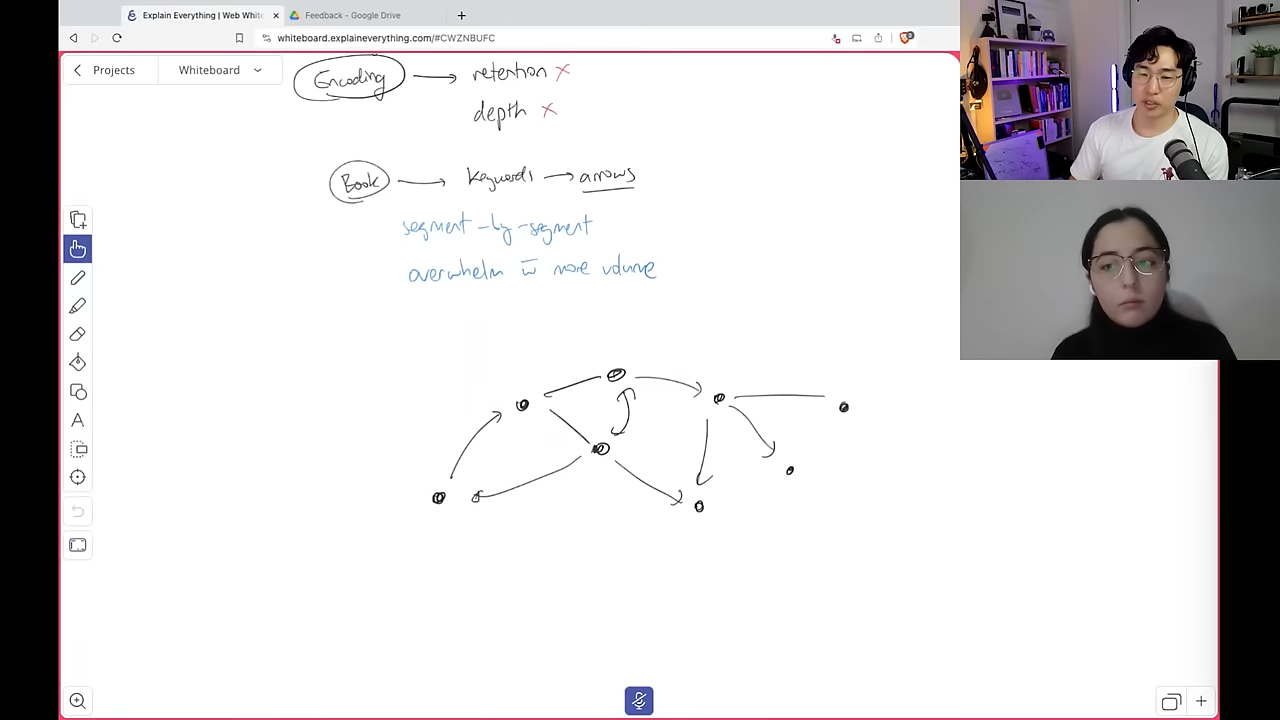 Explain Everything | Web White
Feedback - Google Drive
whiteboard.explaineverything.com/#CWZNBUFC
Projects
Whiteboard
Encoding → retention ×
depth ×
Book → keywords → arrows
segment-by-segment
overwhelm w̅ more volume